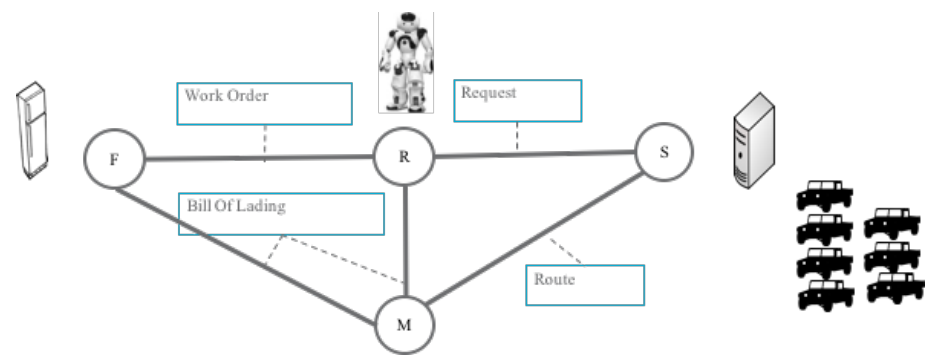 Work Order
Request
F
R
S
Bill Of Lading
Route
M